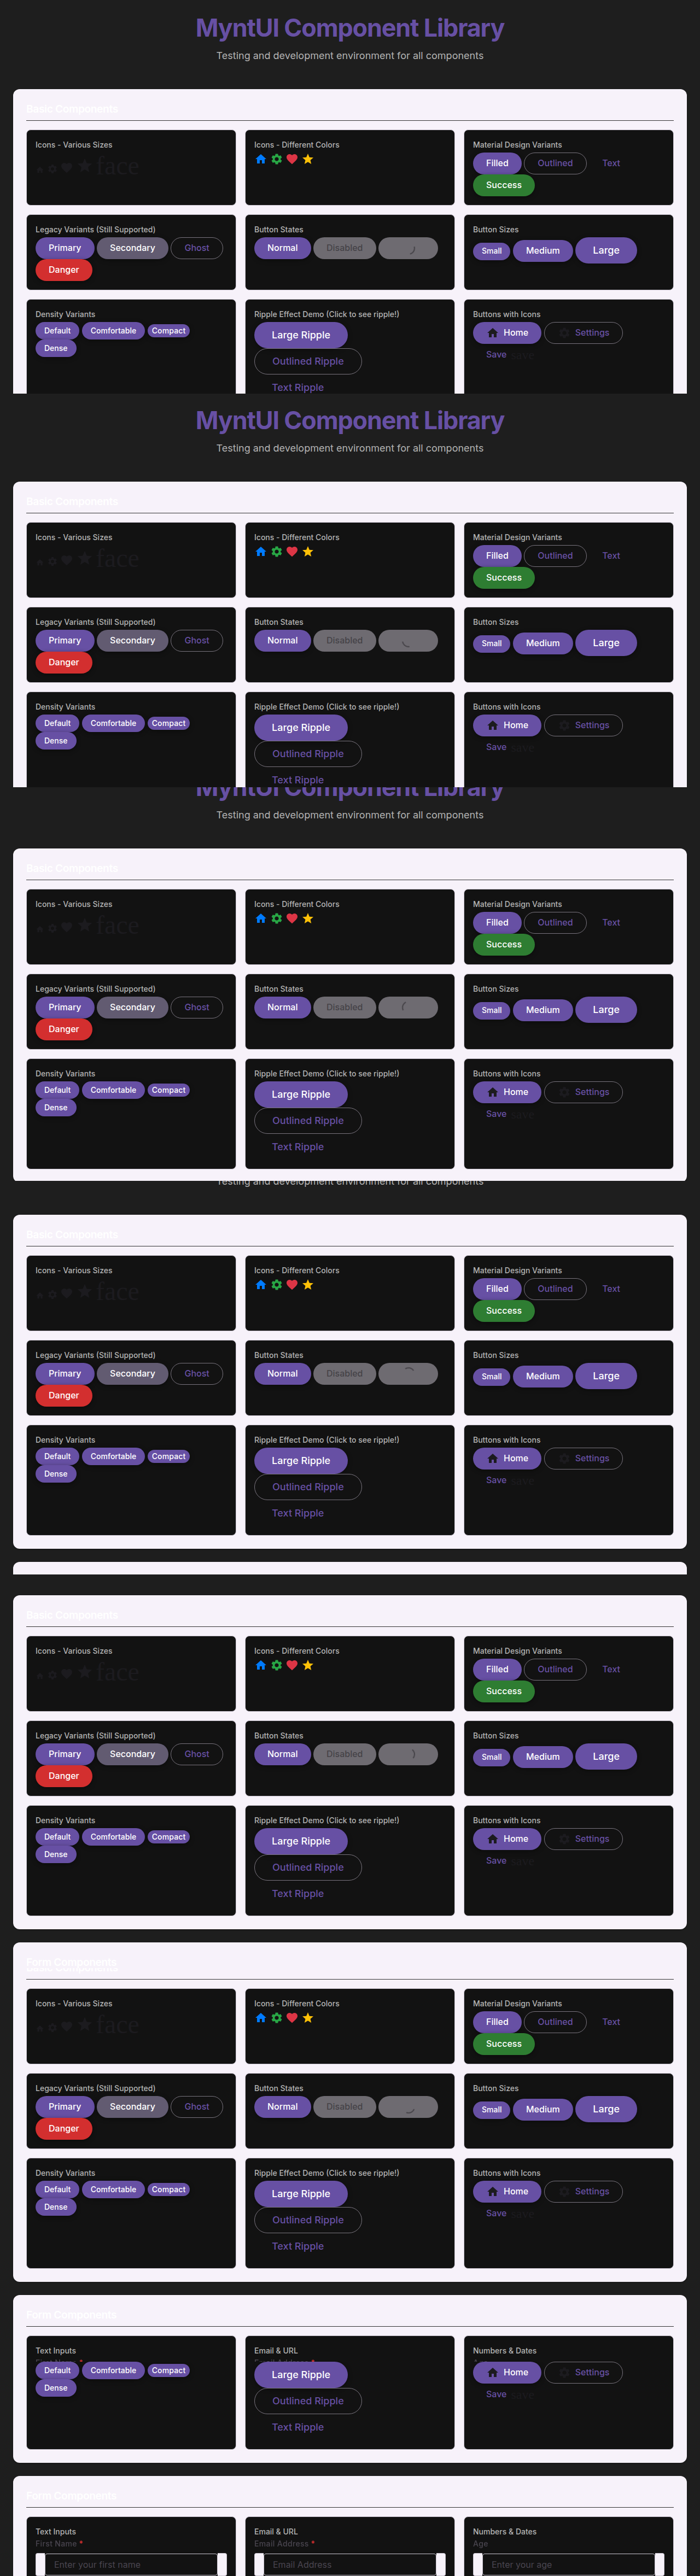 MyntUI Component Library
Testing and development environment for all components
Basic Components
Icons - Various Sizes
face
Icons - Different Colors
Material Design Variants
Filled Outlined Text
Success
Legacy Variants (Still Supported)
Primary Secondary Ghost
Danger
Button States
Normal Disabled
Button Sizes
Small Medium Large
Density Variants
Default Comfortable Compact
Dense
Ripple Effect Demo (Click to see ripple!)
Large Ripple
Outlined Ripple
Text Ripple
Buttons with Icons
Home Settings
Save save
MyntUI Component Library
Testing and development environment for all components
Basic Components
Icons - Various Sizes
face
Icons - Different Colors
Material Design Variants
Filled Outlined Text
Success
Legacy Variants (Still Supported)
Primary Secondary Ghost
Danger
Button States
Normal Disabled
Button Sizes
Small Medium Large
Density Variants
Default Comfortable Compact
Dense
Ripple Effect Demo (Click to see ripple!)
Large Ripple
Outlined Ripple
Text Ripple
Buttons with Icons
Home Settings
Save save
MyntUI Component Library
Testing and development environment for all components
Basic Components
Icons - Various Sizes
face
Icons - Different Colors
Material Design Variants
Filled Outlined Text
Success
Legacy Variants (Still Supported)
Primary Secondary Ghost
Danger
Button States
Normal Disabled
Button Sizes
Small Medium Large
Density Variants
Default Comfortable Compact
Dense
Ripple Effect Demo (Click to see ripple!)
Large Ripple
Outlined Ripple
Text Ripple
Buttons with Icons
Home Settings
Save save
Testing and development environment for all components
Basic Components
Icons - Various Sizes
face
Icons - Different Colors
Material Design Variants
Filled Outlined Text
Success
Legacy Variants (Still Supported)
Primary Secondary Ghost
Danger
Button States
Normal Disabled
Button Sizes
Small Medium Large
Density Variants
Default Comfortable Compact
Dense
Ripple Effect Demo (Click to see ripple!)
Large Ripple
Outlined Ripple
Text Ripple
Buttons with Icons
Home Settings
Save save
Basic Components
Icons - Various Sizes
face
Icons - Different Colors
Material Design Variants
Filled Outlined Text
Success
Legacy Variants (Still Supported)
Primary Secondary Ghost
Danger
Button States
Normal Disabled
Button Sizes
Small Medium Large
Density Variants
Default Comfortable Compact
Dense
Ripple Effect Demo (Click to see ripple!)
Large Ripple
Outlined Ripple
Text Ripple
Buttons with Icons
Home Settings
Save save
Form Components
Icons - Various Sizes
face
Icons - Different Colors
Material Design Variants
Filled Outlined Text
Success
Legacy Variants (Still Supported)
Primary Secondary Ghost
Danger
Button States
Normal Disabled
Button Sizes
Small Medium Large
Density Variants
Default Comfortable Compact
Dense
Ripple Effect Demo (Click to see ripple!)
Large Ripple
Outlined Ripple
Text Ripple
Buttons with Icons
Home Settings
Save save
Form Components
Text Inputs
Default Comfortable Compact
Dense
Email & URL
Large Ripple
Outlined Ripple
Text Ripple
Numbers & Dates
Home Settings
Save save
Form Components
Text Inputs
First Name *
Enter your first name
Email & URL
Email Address *
Email Address
Numbers & Dates
Age
Enter your age